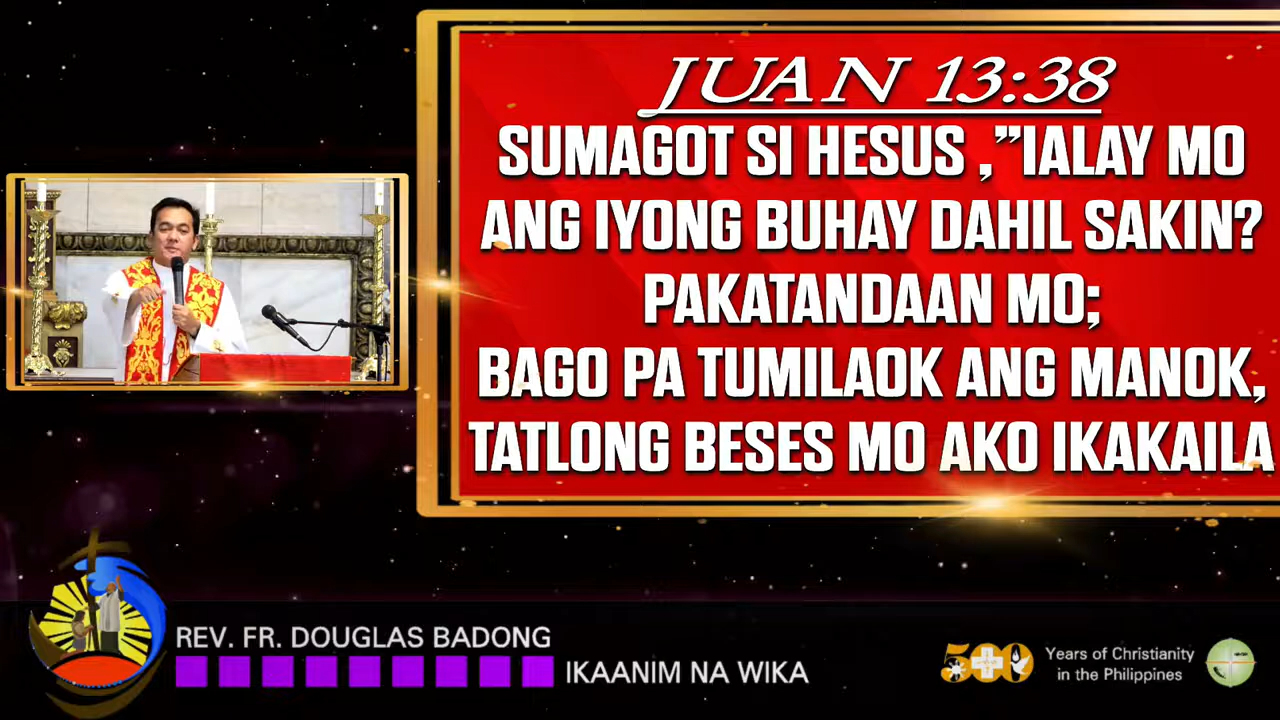 JUAN 13:38
SUMAGOT SI HESUS ,”IALAY MO
ANG IYONG BUHAY DAHIL SAKIN?
PAKATANDAAN MO;
BAGO PA TUMILAOK ANG MANOK,
TATLONG BESES MO AKO IKAKAILA
REV. FR. DOUGLAS BADONG
IKAANIM NA WIKA
500
Years of Christianity
in the Philippines